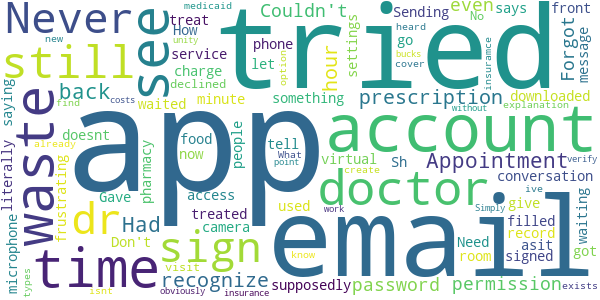 Never
see
tried
Couldn't
even
Sending
says
front
medicaid
treat
No
heard
new
unity
How
service
phone
let
go
settings
bucks
cover
insuramce
Forgot
message
still
back
charge
declined
hour
something
prescription
downloaded
explanation
without
option
saying
literally
waste
app
account
waited
minute
find
costs
already
doesnt
food
now
people
tell
What
point
virtual
Sh
Appointment
verify
create
ive
conversation
doctor
frustrating
dr
Gave
pharmacy
access
treated
camera
used
give
record
filled
asit
waiting
microphone
Had
Don't
sign
email
know
work
Simply
Need
room
signed
got
time
recognize
visit
supposedly
password
permission
exists
types
isnt
obviously
insurance